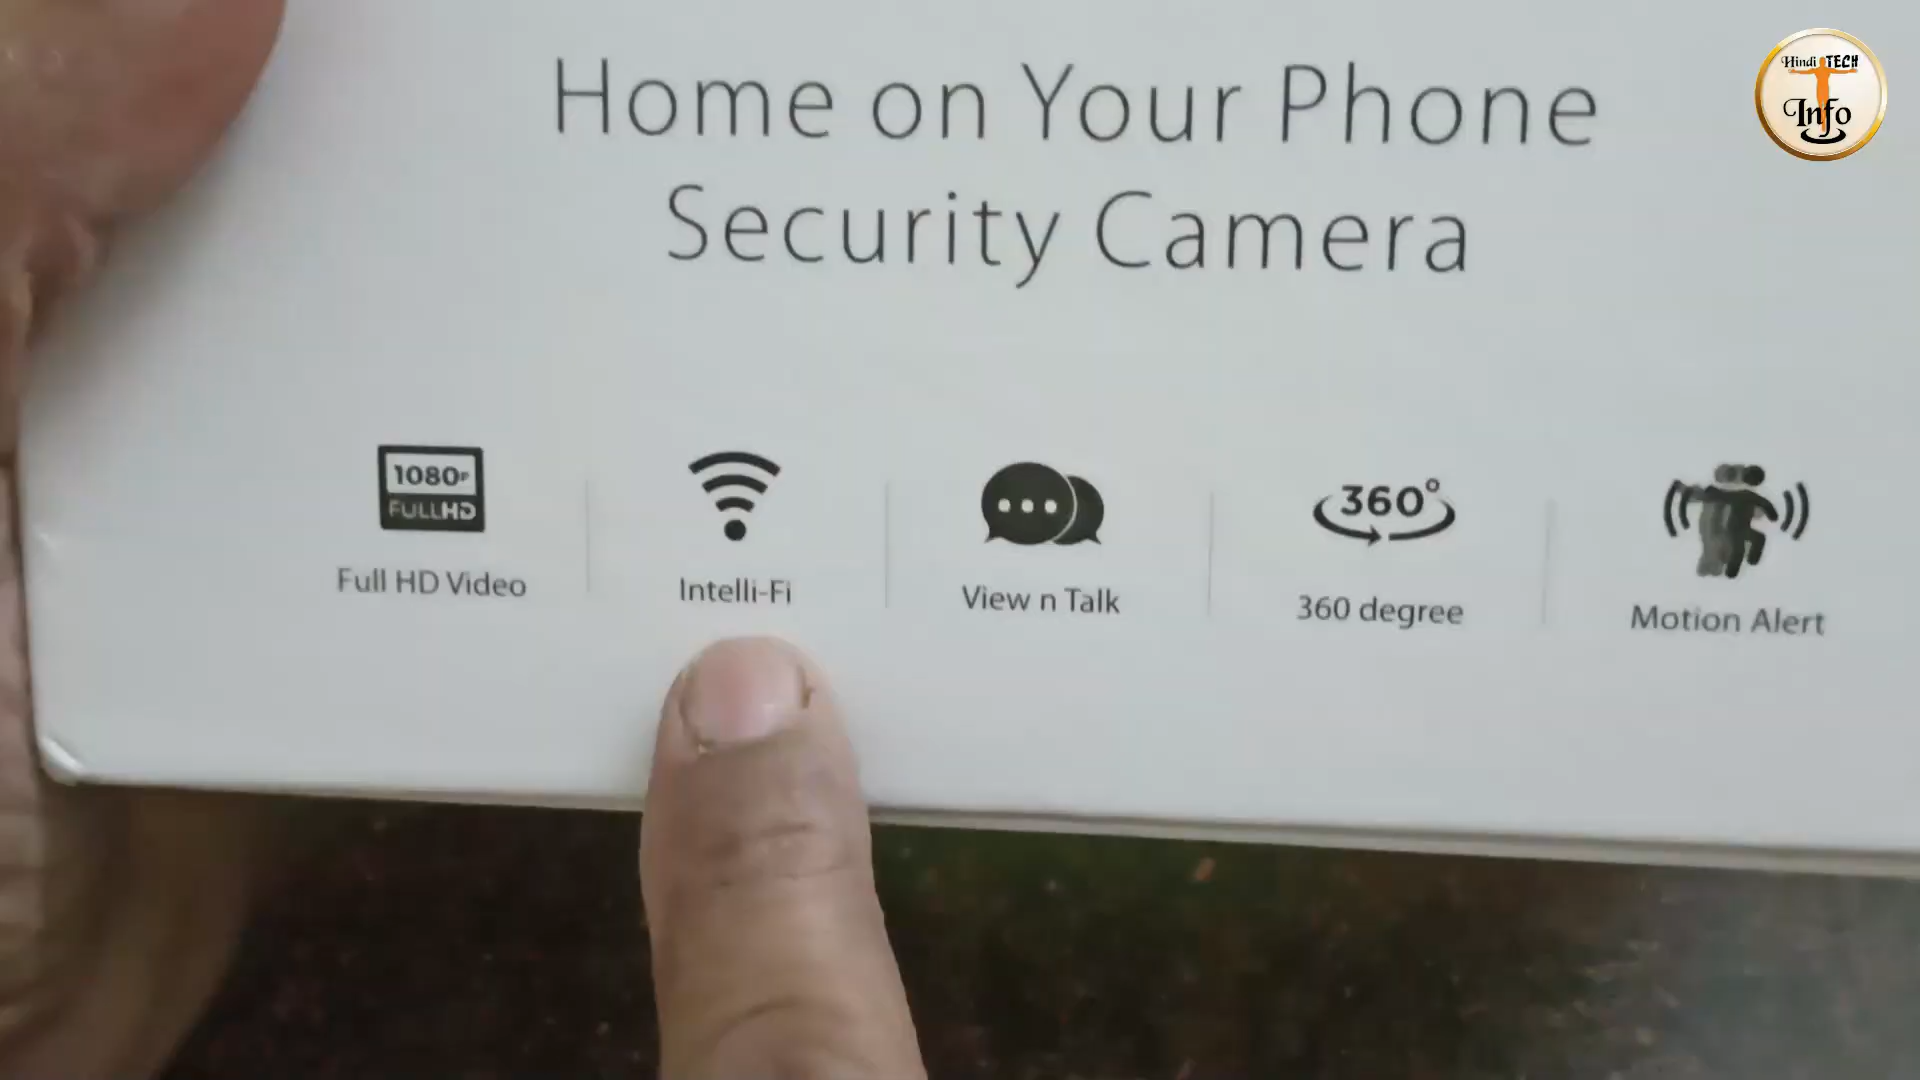 Home on Your Phone
Security Camera
Hindi TECH
Info
1080P
FULLHD
360°
Full HD Video
Intelli-Fi
View n Talk
360 degree
Motion Alert